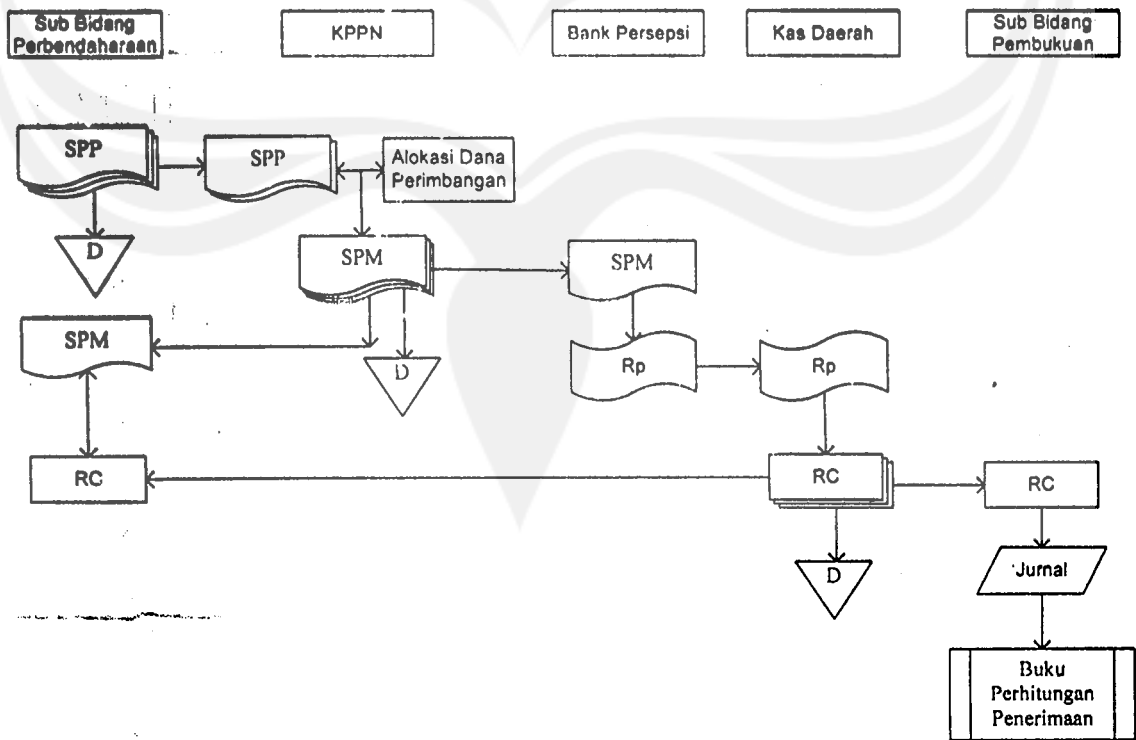 Sub Bidang
Perbendaharaan
KPPN
Bank Persepsi
Kas Daerah
Sub Bidang
Pembukuan
SPP
SPP
Alokasi Dana
Perimbangan
D
SPM
SPM
SPM
D
Rp
Rp
RC
RC
RC
D
Jurnal
Buku
Perhitungan
Penerimaan